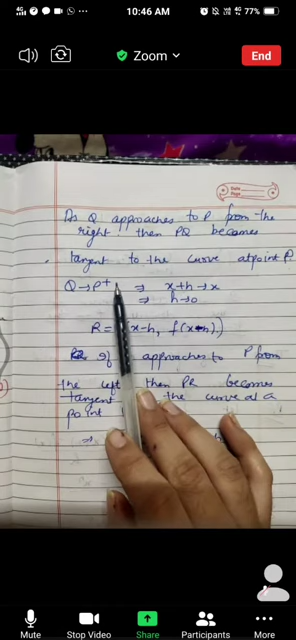 10:46 AM
77%
Zoom
End
Date
Page
As Q approaches to P from the
right then PQ becomes
tangent to the curve at point P
Q→P+ ⇒ x+h→x
⇒ h→0
R = x-h, f(x-h))
If approaches to P from
the left then PR becomes
tangent the curve at a
point
⇒
Mute
Stop Video
Share
Participants
More